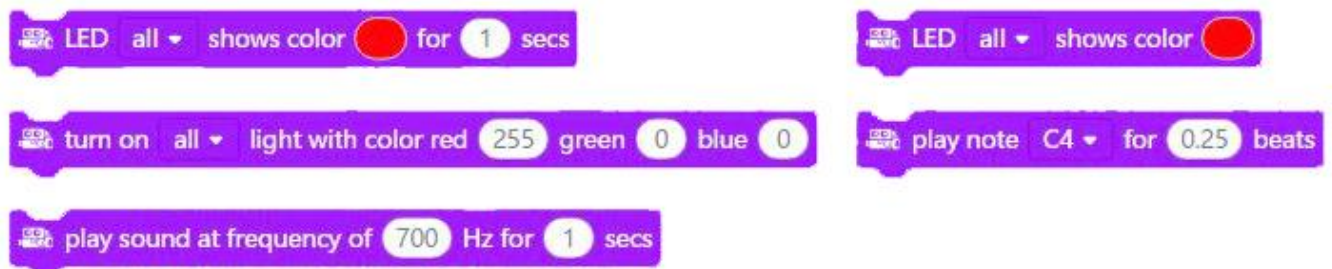 LED all shows color for 1 secs
LED all shows color
turn on all light with color red 255 green 0 blue 0
play note C4 for 0.25 beats
play sound at frequency of 700 Hz for 1 secs